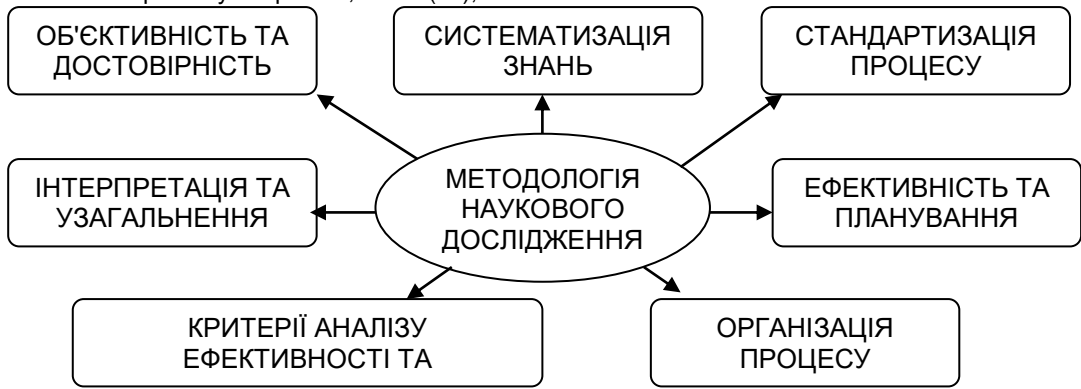 ОБ'ЄКТИВНІСТЬ ТА
ДОСТОВІРНІСТЬ
СИСТЕМАТИЗАЦІЯ
ЗНАНЬ
СТАНДАРТИЗАЦІЯ
ПРОЦЕСУ
ІНТЕРПРЕТАЦІЯ ТА
УЗАГАЛЬНЕННЯ
МЕТОДОЛОГІЯ
НАУКОВОГО
ДОСЛІДЖЕННЯ
ЕФЕКТИВНІСТЬ ТА
ПЛАНУВАННЯ
КРИТЕРІЇ АНАЛІЗУ
ЕФЕКТИВНОСТІ ТА
ОРГАНІЗАЦІЯ
ПРОЦЕСУ